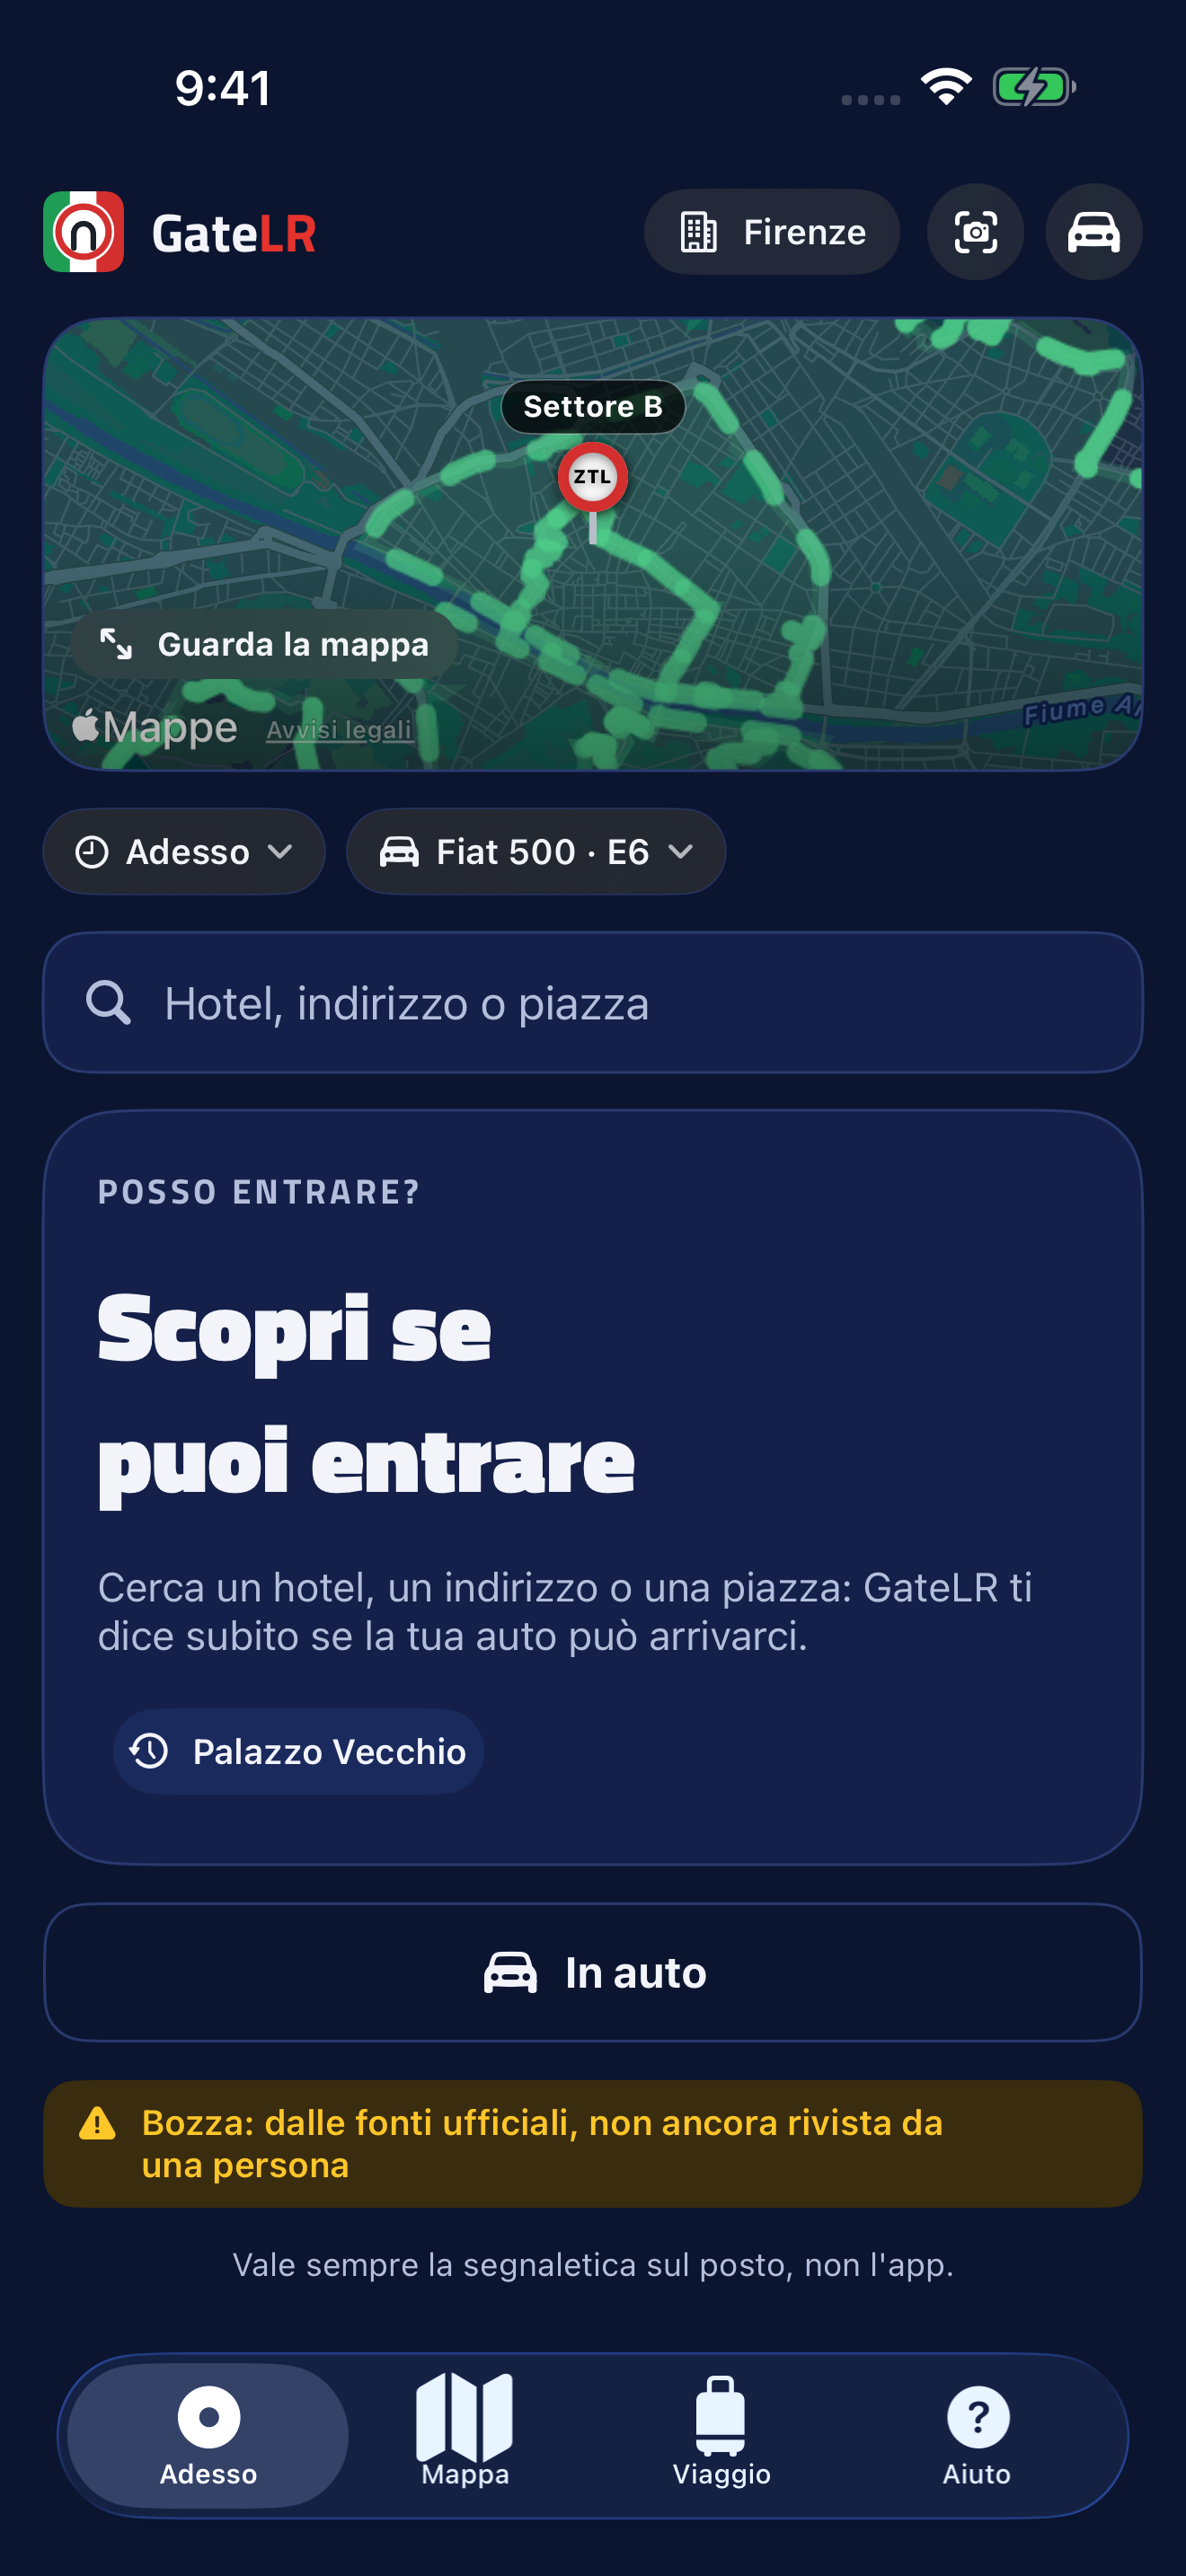 9:41
GateLR
Firenze
Settore B
ZTL
Guarda la mappa
Mappe
Avvisi legali
Fiume A
Adesso
Fiat 500 · E6
Hotel, indirizzo o piazza
POSSO ENTRARE?
Scopri se
puoi entrare
Cerca un hotel, un indirizzo o una piazza: GateLR ti
dice subito se la tua auto può arrivarci.
Palazzo Vecchio
In auto
Bozza: dalle fonti ufficiali, non ancora rivista da
una persona
Vale sempre la segnaletica sul posto, non l'app.
Adesso
Mappa
Viaggio
Aiuto